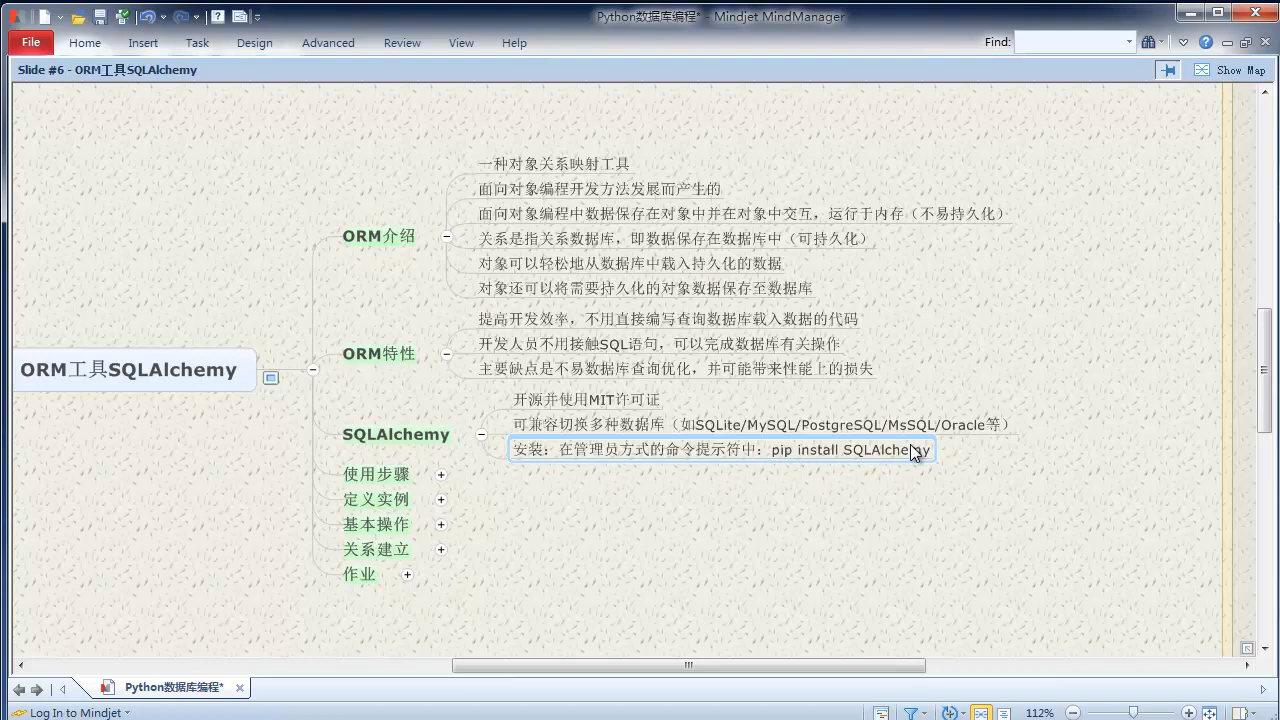 Python数据库编程* - Mindjet MindManager
File Home Insert Task Design Advanced Review View Help Find:
Slide #6 - ORM工具SQLAlchemy Show Map
ORM工具SQLAlchemy
ORM介绍
一种对象关系映射工具
面向对象编程开发方法发展而产生的
面向对象编程中数据保存在对象中并在对象中交互，运行于内存（不易持久化）
关系是指关系数据库，即数据保存在数据库中（可持久化）
对象可以轻松地从数据库中载入持久化的数据
对象还可以将需要持久化的对象数据保存至数据库
ORM特性
提高开发效率，不用直接编写查询数据库载入数据的代码
开发人员不用接触SQL语句，可以完成数据库有关操作
主要缺点是不易数据库查询优化，并可能带来性能上的损失
SQLAlchemy
开源并使用MIT许可证
可兼容切换多种数据库（如SQLite/MySQL/PostgreSQL/MsSQL/Oracle等）
安装：在管理员方式的命令提示符中：pip install SQLAlchemy
使用步骤
定义实例
基本操作
关系建立
作业
Python数据库编程*
Log In to Mindjet 112%